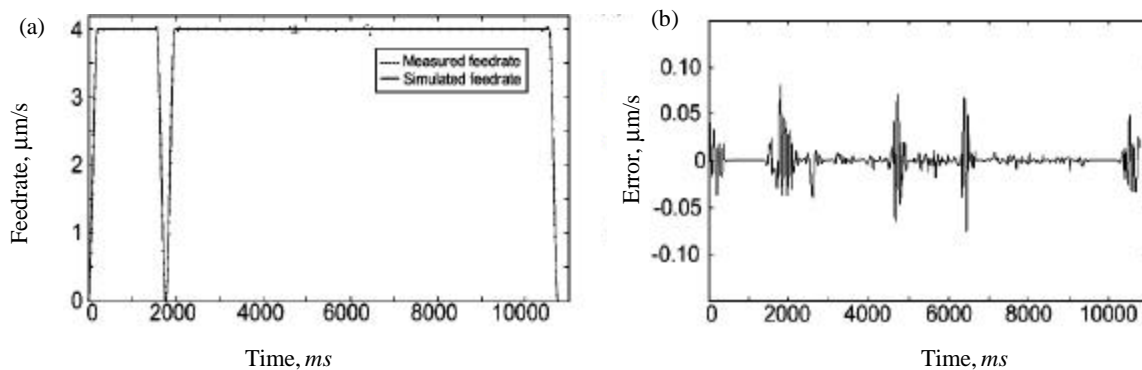 (a)
4
3
2
1
0
Feedrate, µm/s
Measured feedrate
Simulated feedrate
0 2000 4000 6000 8000 10000
Time, ms
(b)
0.10
0.05
0
-0.05
-0.10
Error, µm/s
0 2000 4000 6000 8000 10000
Time, ms